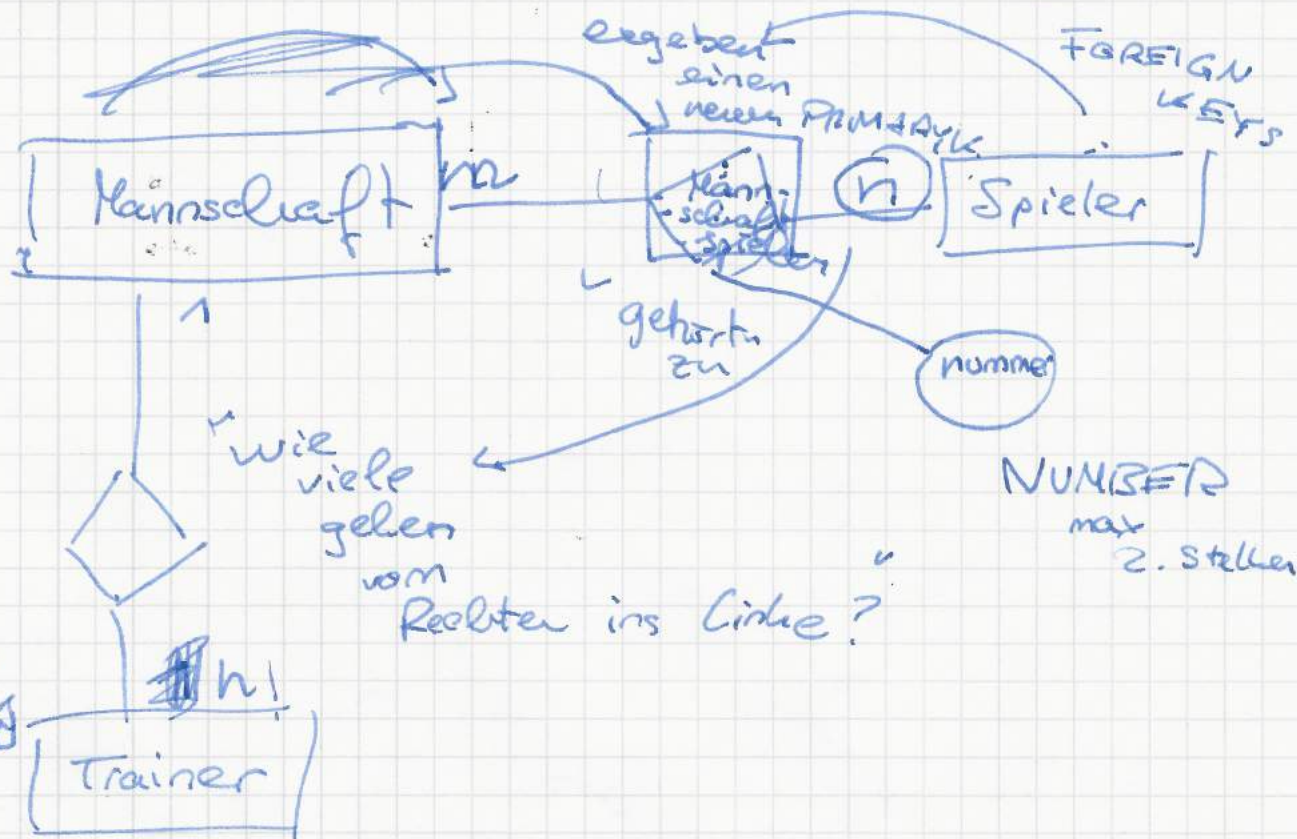 ergeben
einen
neuen PRIMARYK
FOREIGN
KEYS
Mannschaft
m
Mann-
schaft
-spieler
n
Spieler
1
gehört
zu
nummer
"Wie
viele
gehen
vom
Rechten ins Linke?"
NUMBER
max
2. Stellen
n
Trainer